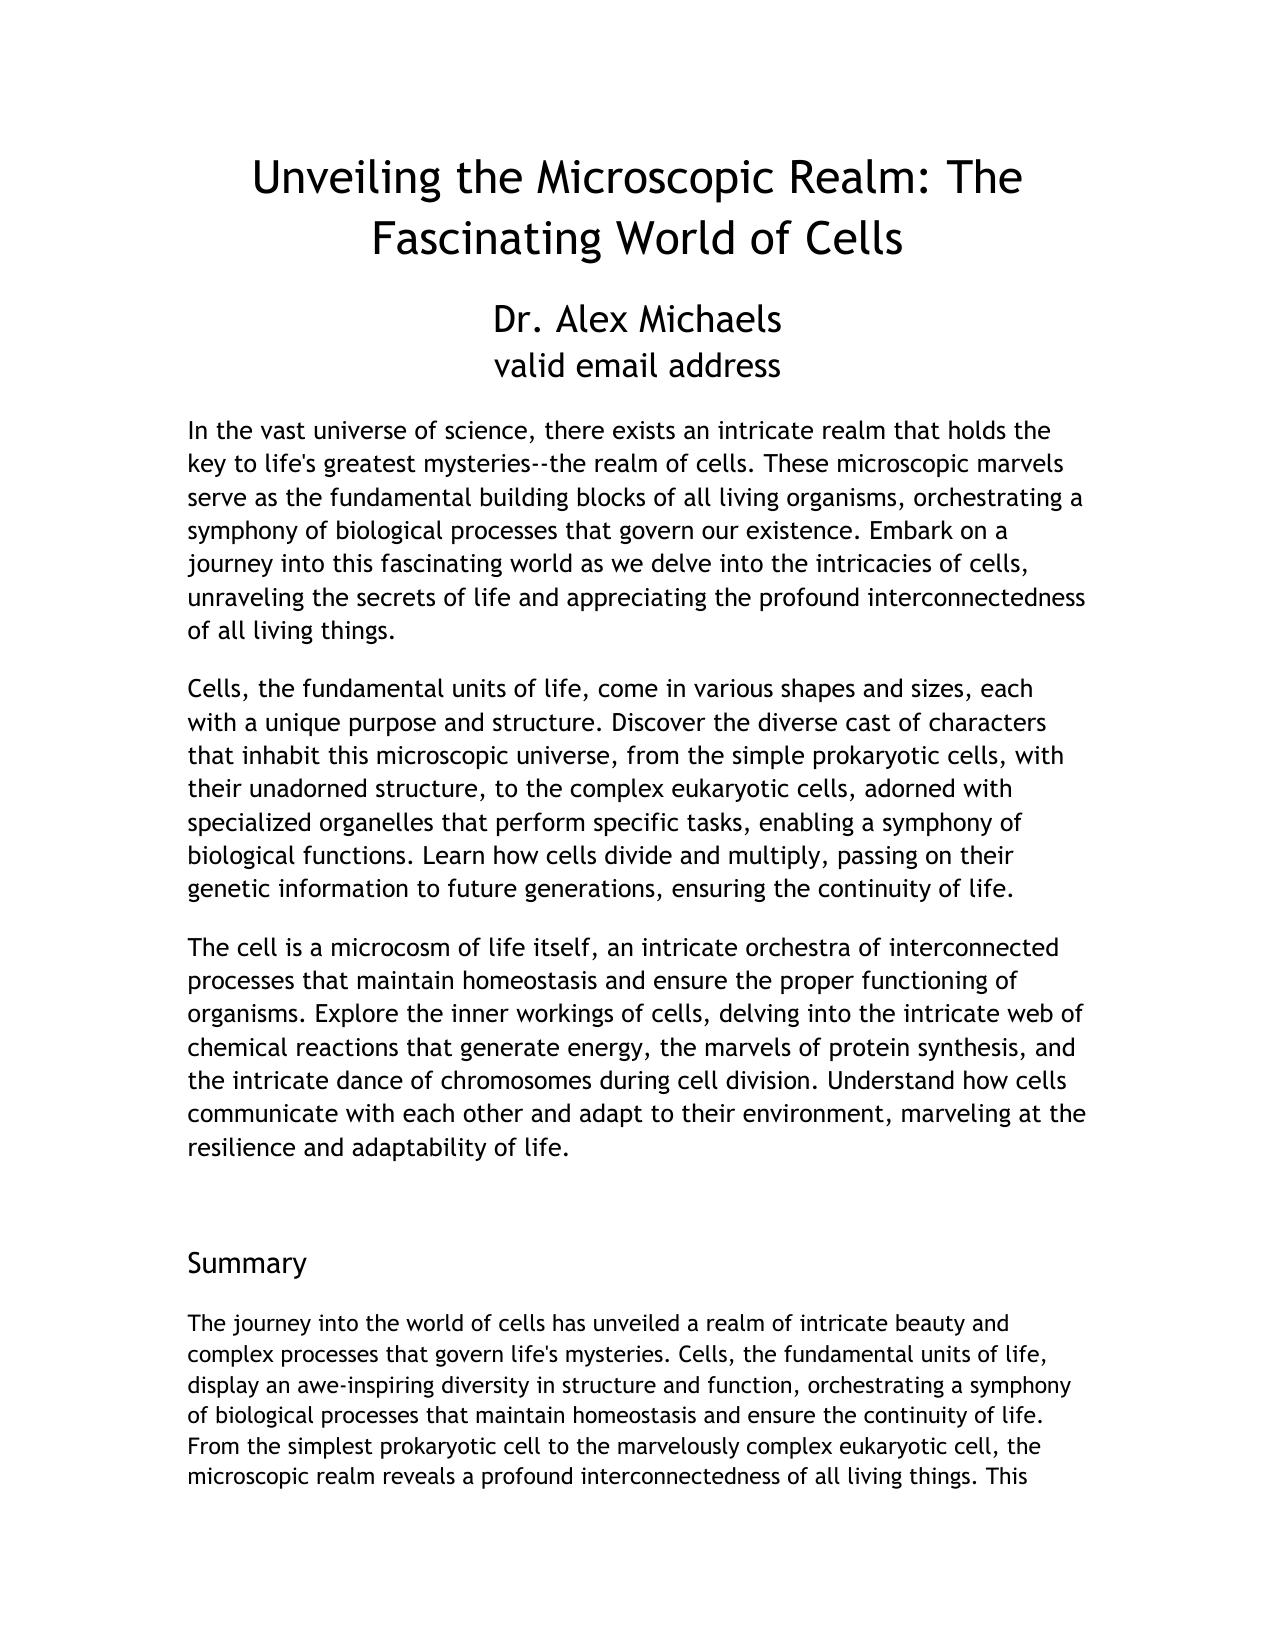 Unveiling the Microscopic Realm: The
Fascinating World of Cells
Dr. Alex Michaels
valid email address
In the vast universe of science, there exists an intricate realm that holds the
key to life's greatest mysteries--the realm of cells. These microscopic marvels
serve as the fundamental building blocks of all living organisms, orchestrating a
symphony of biological processes that govern our existence. Embark on a
journey into this fascinating world as we delve into the intricacies of cells,
unraveling the secrets of life and appreciating the profound interconnectedness
of all living things.
Cells, the fundamental units of life, come in various shapes and sizes, each
with a unique purpose and structure. Discover the diverse cast of characters
that inhabit this microscopic universe, from the simple prokaryotic cells, with
their unadorned structure, to the complex eukaryotic cells, adorned with
specialized organelles that perform specific tasks, enabling a symphony of
biological functions. Learn how cells divide and multiply, passing on their
genetic information to future generations, ensuring the continuity of life.
The cell is a microcosm of life itself, an intricate orchestra of interconnected
processes that maintain homeostasis and ensure the proper functioning of
organisms. Explore the inner workings of cells, delving into the intricate web of
chemical reactions that generate energy, the marvels of protein synthesis, and
the intricate dance of chromosomes during cell division. Understand how cells
communicate with each other and adapt to their environment, marveling at the
resilience and adaptability of life.
Summary
The journey into the world of cells has unveiled a realm of intricate beauty and
complex processes that govern life's mysteries. Cells, the fundamental units of life,
display an awe-inspiring diversity in structure and function, orchestrating a symphony
of biological processes that maintain homeostasis and ensure the continuity of life.
From the simplest prokaryotic cell to the marvelously complex eukaryotic cell, the
microscopic realm reveals a profound interconnectedness of all living things. This